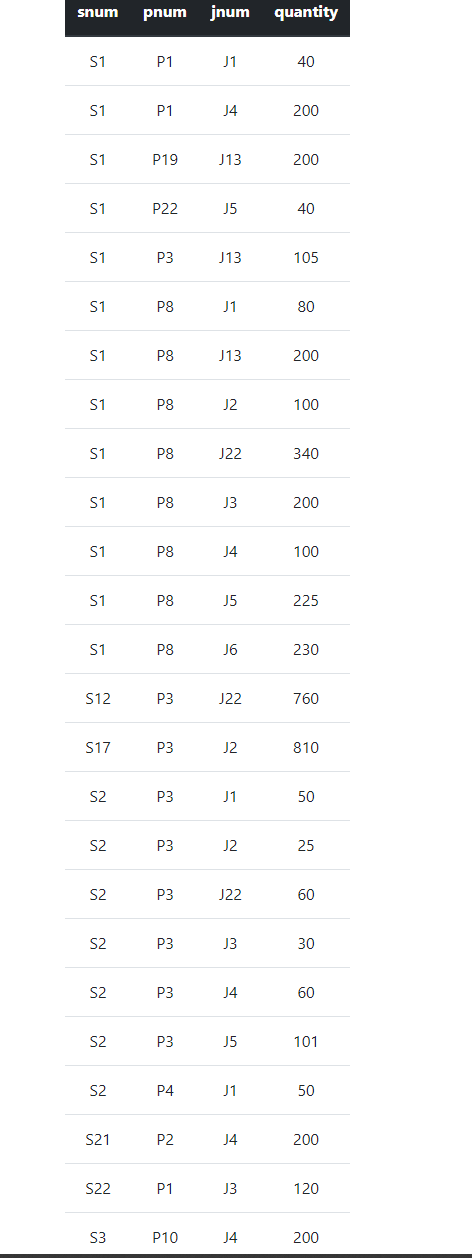 snum pnum jnum quantity
S1 P1 J1 40
S1 P1 J4 200
S1 P19 J13 200
S1 P22 J5 40
S1 P3 J13 105
S1 P8 J1 80
S1 P8 J13 200
S1 P8 J2 100
S1 P8 J22 340
S1 P8 J3 200
S1 P8 J4 100
S1 P8 J5 225
S1 P8 J6 230
S12 P3 J22 760
S17 P3 J2 810
S2 P3 J1 50
S2 P3 J2 25
S2 P3 J22 60
S2 P3 J3 30
S2 P3 J4 60
S2 P3 J5 101
S2 P4 J1 50
S21 P2 J4 200
S22 P1 J3 120
S3 P10 J4 200